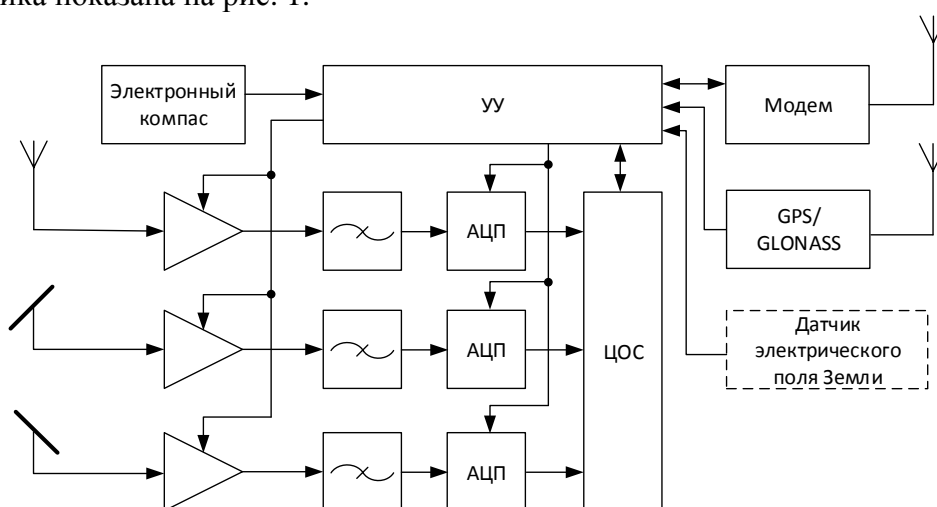 ика показана на рис. 1.
Электронный
компас
УУ
Модем
АЦП
GPS/
GLONASS
АЦП
ЦОС
Датчик
электрического
поля Земли
АЦП